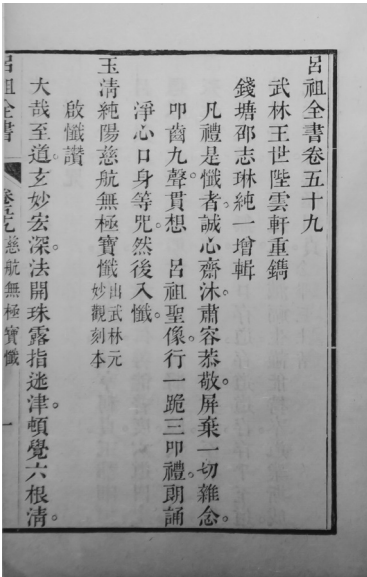 呂祖全書卷五十九
武林王世陛雲軒重鐫
錢塘邵志琳純一增輯
凡禮是懺者。誠心齋沐。肅容恭敬。屏棄一切雜念。
叩齒九聲。貫想　呂祖聖像。行一跪三叩禮。朗誦
淨心口身等咒。然後入懺。
玉清純陽慈航無極寶懺出武林元妙觀刻本
啟懺讚
大哉至道。玄妙宏深。法開珠露指迷津。頓覺六根清。
呂祖全書　卷五十九　慈航無極寶懺　一